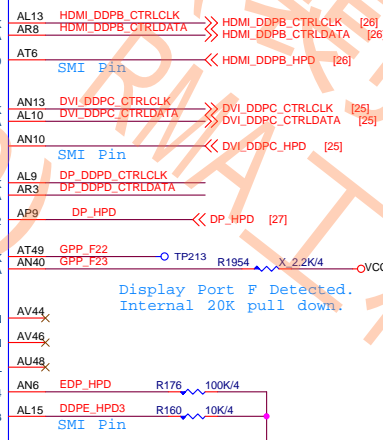 AL13 HDMI_DDPB_CTRLCLK HDMI_DDPB_CTRLCLK [26]
AR8 HDMI_DDPB_CTRLDATA HDMI_DDPB_CTRLDATA [26
AT6 HDMI_DDPB_HPD [26]
SMI Pin
AN13 DVI_DDPC_CTRLCLK DVI_DDPC_CTRLCLK [25]
AL10 DVI_DDPC_CTRLDATA DVI_DDPC_CTRLDATA [25]
AN10 DVI_DDPC_HPD [25]
SMI Pin
AL9 DP_DDPD_CTRLCLK
AR3 DP_DDPD_CTRLDATA
AP9 DP_HPD DP_HPD [27]
AT49 GPP_F22 TP213
AN40 GPP_F23 R1954 X_2.2K/4 VCC
Display Port F Detected.
Internal 20K pull down.
AV44
AV46
AU48
AN6 EDP_HPD R176 100K/4
AL15 DDPE_HPD3 R160 10K/4
SMI Pin